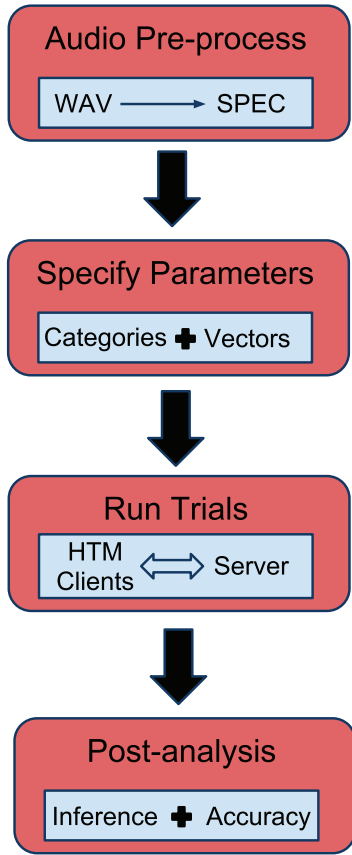 Audio Pre-process
WAV SPEC
Specify Parameters
Categories Vectors
Run Trials
HTM
Clients Server
Post-analysis
Inference Accuracy